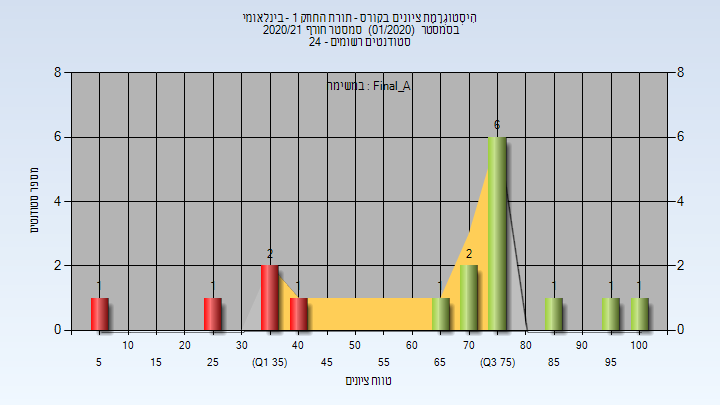 היסטוגרמת ציונים בקורס - תורת החוזק 1 - בינלאומי
בסמסטר (01/2020) סמסטר חורף 2020/21
סטודנטים רשומים - 24
במשימה : Final_A
מספר סטודנטים
8 8
6 6
4 4
2 2
0 0
1 1 2 1 1 2 6 1 1 1
10 20 30 40 50 60 70 80 90 100
5 15 25 (Q1 35) 45 55 65 (Q3 75) 85 95
טווח ציונים